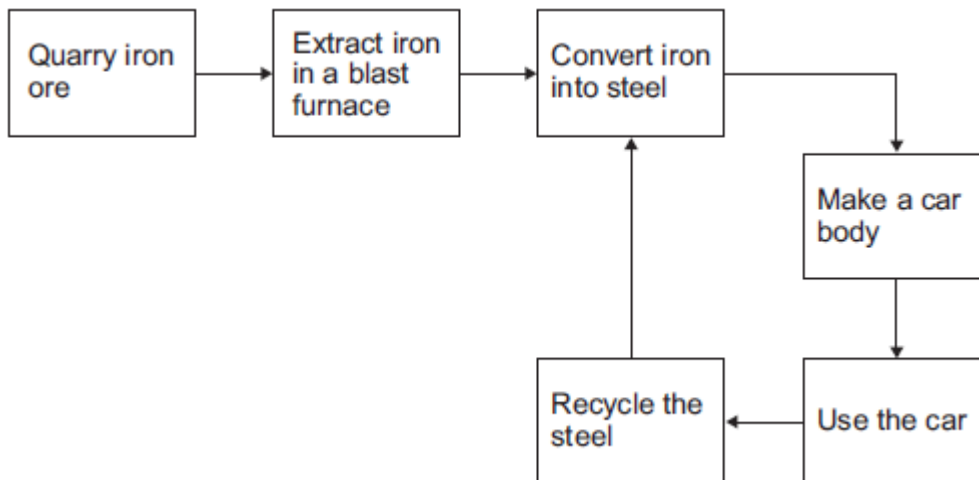 Quarry iron
ore
Extract iron
in a blast
furnace
Convert iron
into steel
Make a car
body
Use the car
Recycle the
steel